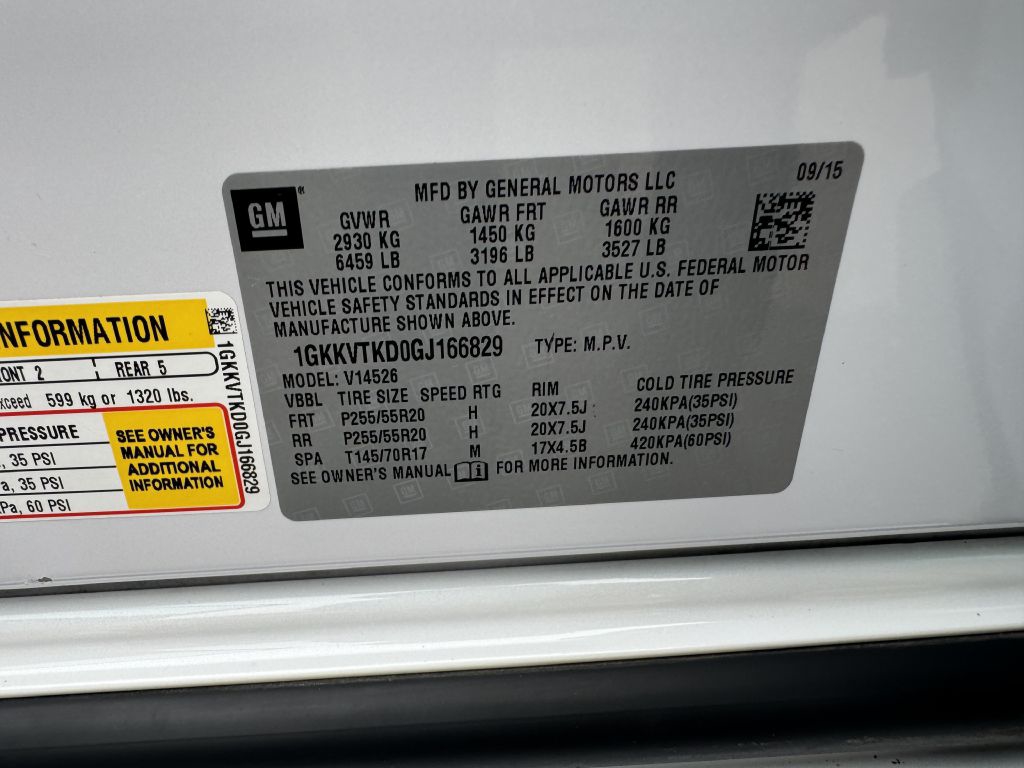 09/15
GM
®
MFD BY GENERAL MOTORS LLC
GVWR GAWR FRT GAWR RR
2930 KG 1450 KG 1600 KG
6459 LB 3196 LB 3527 LB
THIS VEHICLE CONFORMS TO ALL APPLICABLE U.S. FEDERAL MOTOR
VEHICLE SAFETY STANDARDS IN EFFECT ON THE DATE OF
MANUFACTURE SHOWN ABOVE.
1GKKVTKD0GJ166829 TYPE: M.P.V.
MODEL: V14526
VBBL TIRE SIZE SPEED RTG RIM COLD TIRE PRESSURE
FRT P255/55R20 H 20X7.5J 240KPA(35PSI)
RR P255/55R20 H 20X7.5J 240KPA(35PSI)
SPA T145/70R17 M 17X4.5B 420KPA(60PSI)
SEE OWNER'S MANUAL FOR MORE INFORMATION.
NFORMATION
ONT 2 REAR 5
xceed 599 kg or 1320 lbs.
PRESSURE
, 35 PSI
a, 35 PSI
Pa, 60 PSI
SEE OWNER'S
MANUAL FOR
ADDITIONAL
INFORMATION
1GKKVTKD0GJ166829